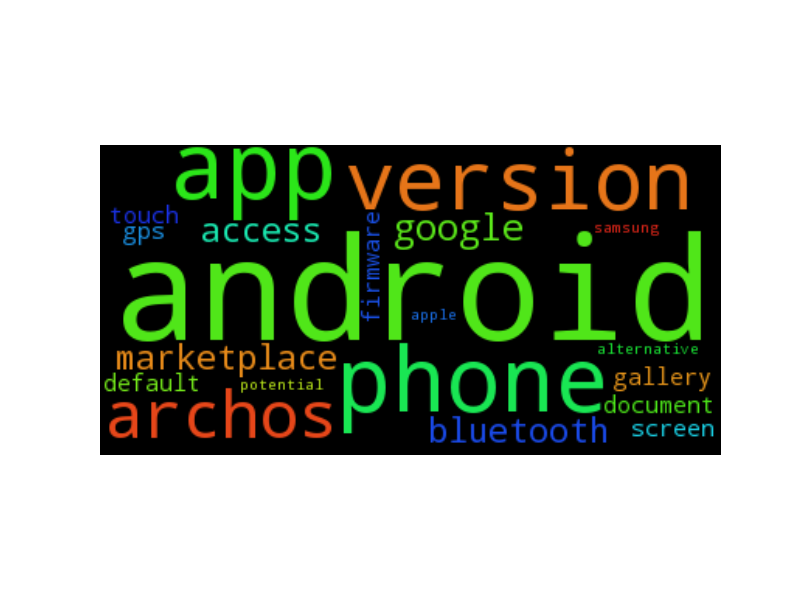 app version
touch
gps access firmware google samsung
android
apple
marketplace alternative
default potential phone gallery
archos document
bluetooth screen